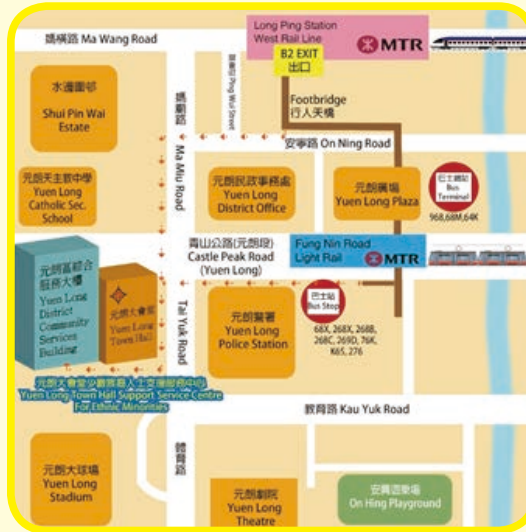 媽橫路 Ma Wang Road
Long Ping Station
West Rail Line
MTR
B2 EXIT
出口
水邊圍邨
Shui Pin Wai
Estate
媽廟路
Ma Miu Road
Ping Wui Street
Footbridge
行人天橋
安寧路 On Ning Road
元朗天主教中學
Yuen Long
Catholic Sec.
School
元朗民政事務處
Yuen Long
District Office
元朗廣場
Yuen Long Plaza
巴士總站
Bus
Terminal
968,68M,64K
青山公路(元朗段)
Castle Peak Road
(Yuen Long)
Fung Nin Road
Light Rail
MTR
元朗區綜合
服務大樓
Yuen Long
District
Community
Services
Building
元朗大會堂
Yuen Long
Town Hall
Tai Yuk Road
元朗警署
Yuen Long
Police Station
巴士站
Bus Stop
68X, 268X, 268B,
268C, 269D, 76K,
K65, 276
元朗大會堂少數族裔人士支援服務中心
Yuen Long Town Hall Support Service Centre
For Ethnic Minorities
教育路 Kau Yuk Road
體育路
元朗大球場
Yuen Long
Stadium
元朗劇院
Yuen Long
Theatre
安興遊樂場
On Hing Playground